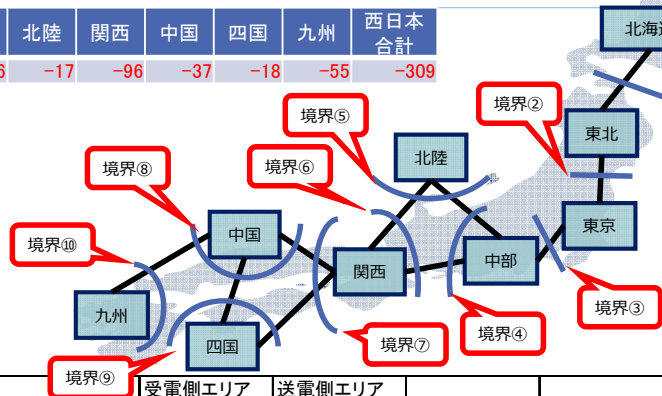 北陸 関西 中国 四国 九州 西日本合計
6 -17 -96 -37 -18 -55 -309
北海道
境界②
境界⑤
東北
境界⑥
北陸
境界⑧
中国
東京
境界⑩
関西
中部
九州
境界③
四国
境界⑦
境界④
境界⑨
受電側エリア 送電側エリア